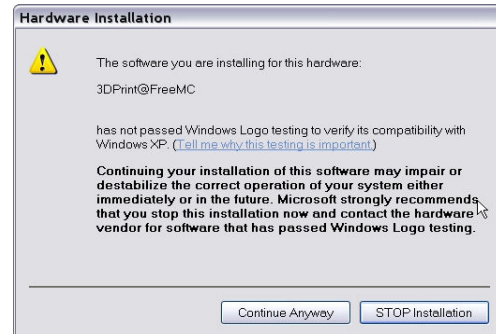 Hardware Installation
The software you are installing for this hardware:
3DPrint@FreeMC
has not passed Windows Logo testing to verify its compatibility with
Windows XP. (Tell me why this testing is important.)
Continuing your installation of this software may impair or
destabilize the correct operation of your system either
immediately or in the future. Microsoft strongly recommends
that you stop this installation now and contact the hardware
vendor for software that has passed Windows Logo testing.
Continue Anyway
STOP Installation